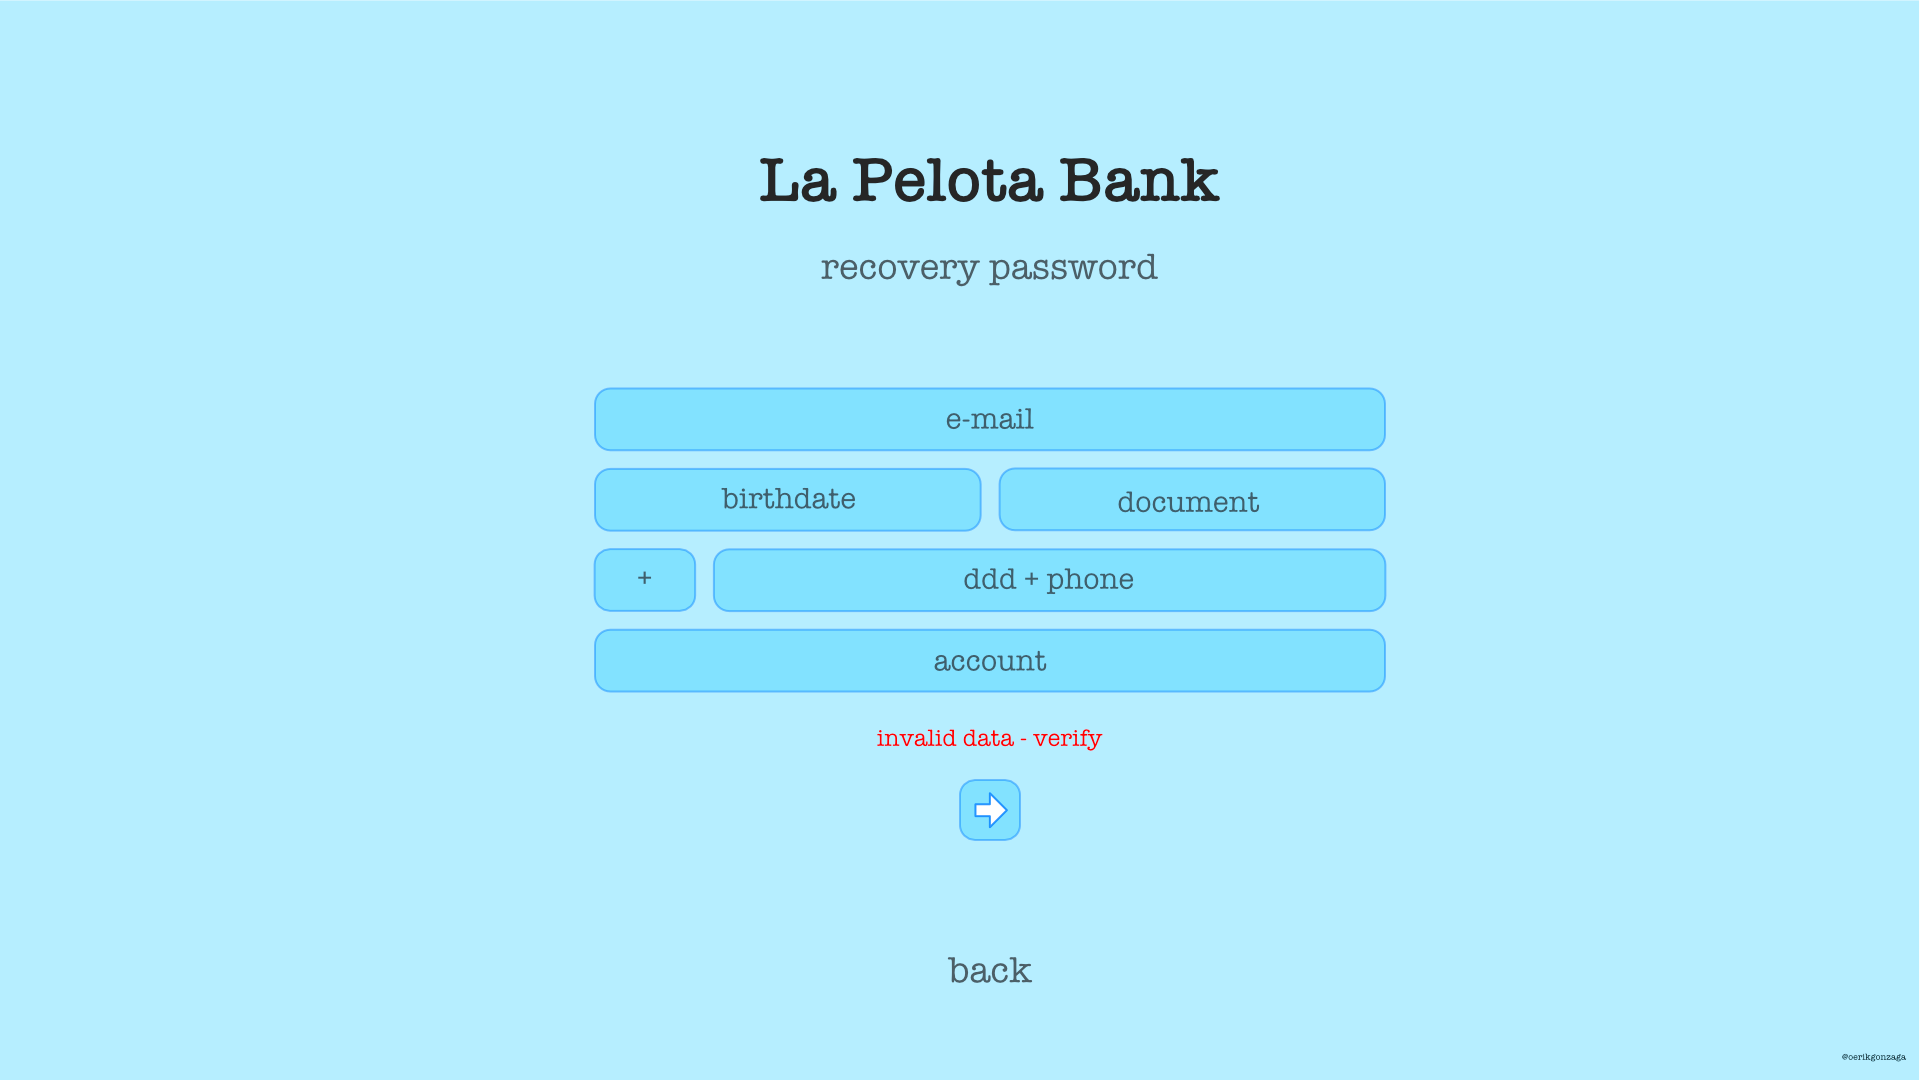 La Pelota Bank
recovery password
e-mail
birthdate document
+ ddd + phone
account
invalid data - verify
back
@oerikgonzaga